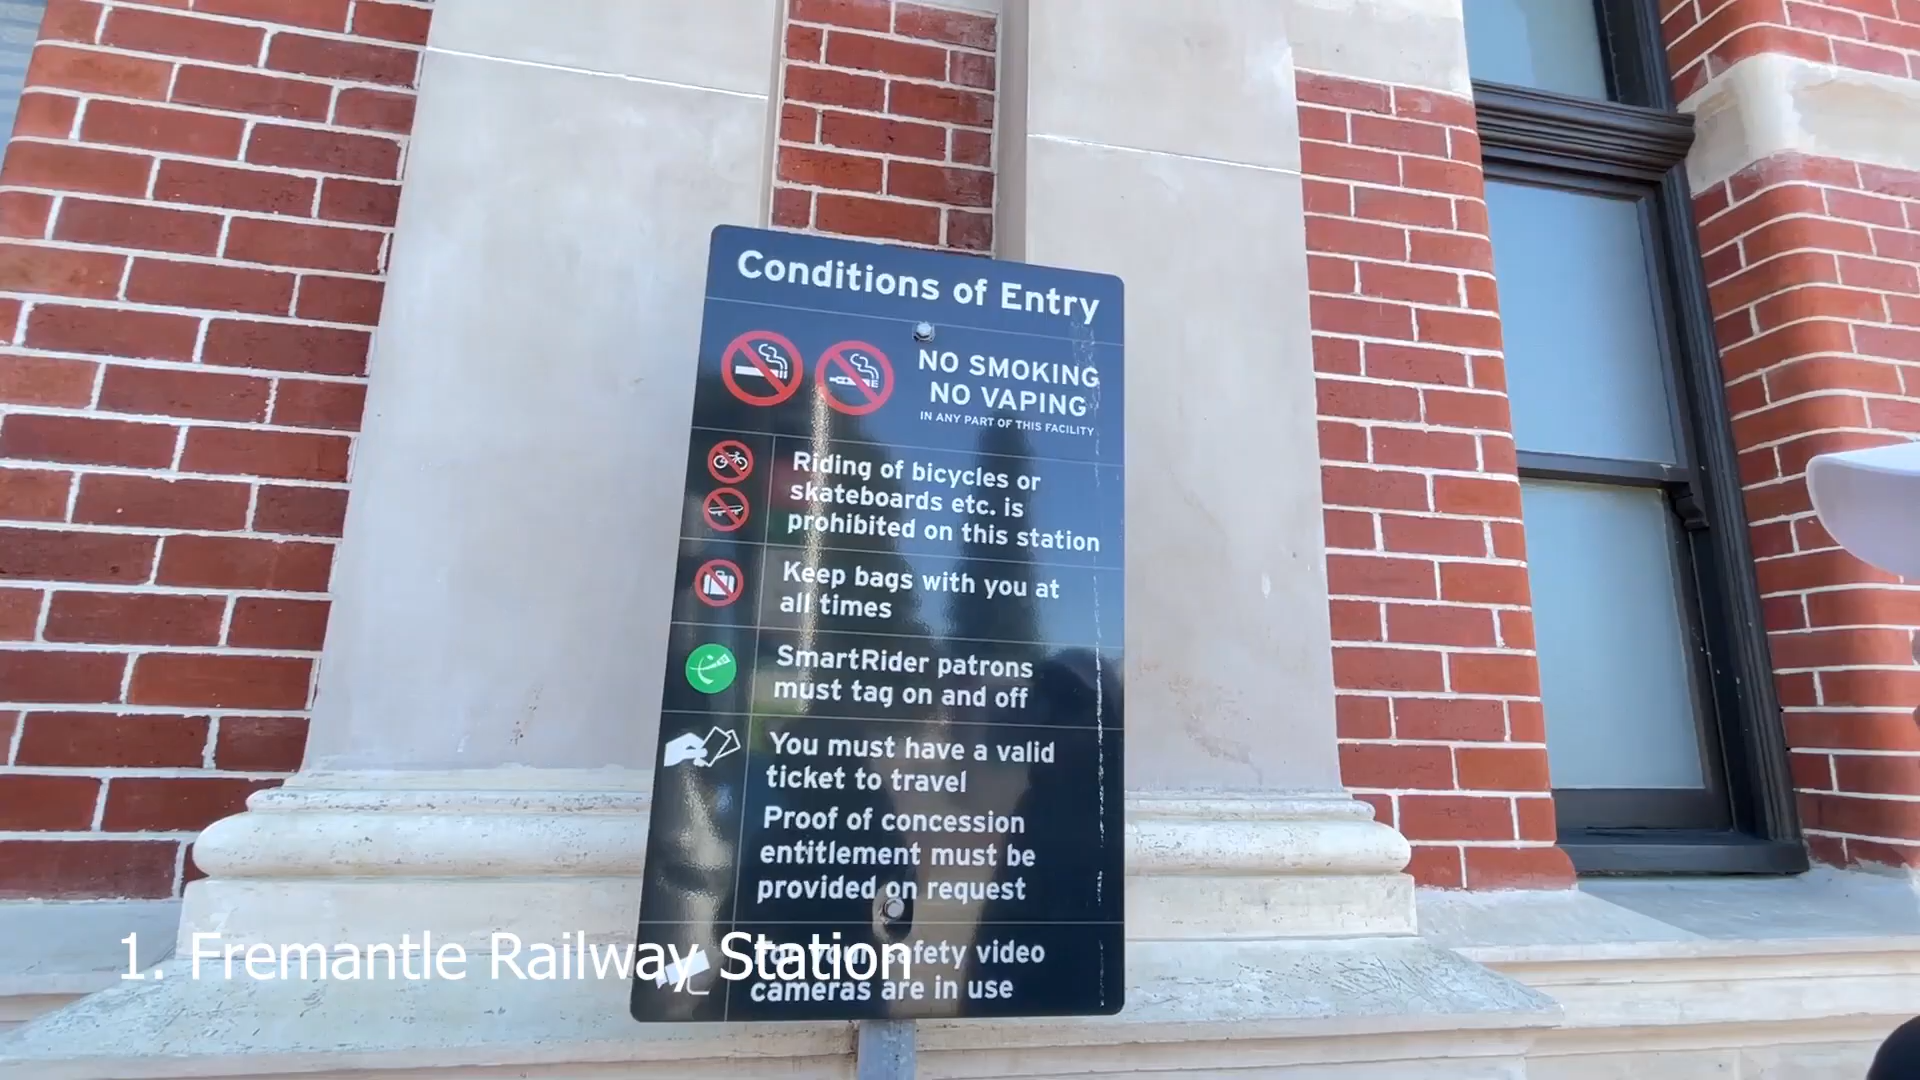 Conditions of Entry
NO SMOKING
NO VAPING
IN ANY PART OF THIS FACILITY
Riding of bicycles or
skateboards etc. is
prohibited on this station
Keep bags with you at
all times
SmartRider patrons
must tag on and off
You must have a valid
ticket to travel
Proof of concession
entitlement must be
provided on request
For your safety video
cameras are in use
1. Fremantle Railway Station